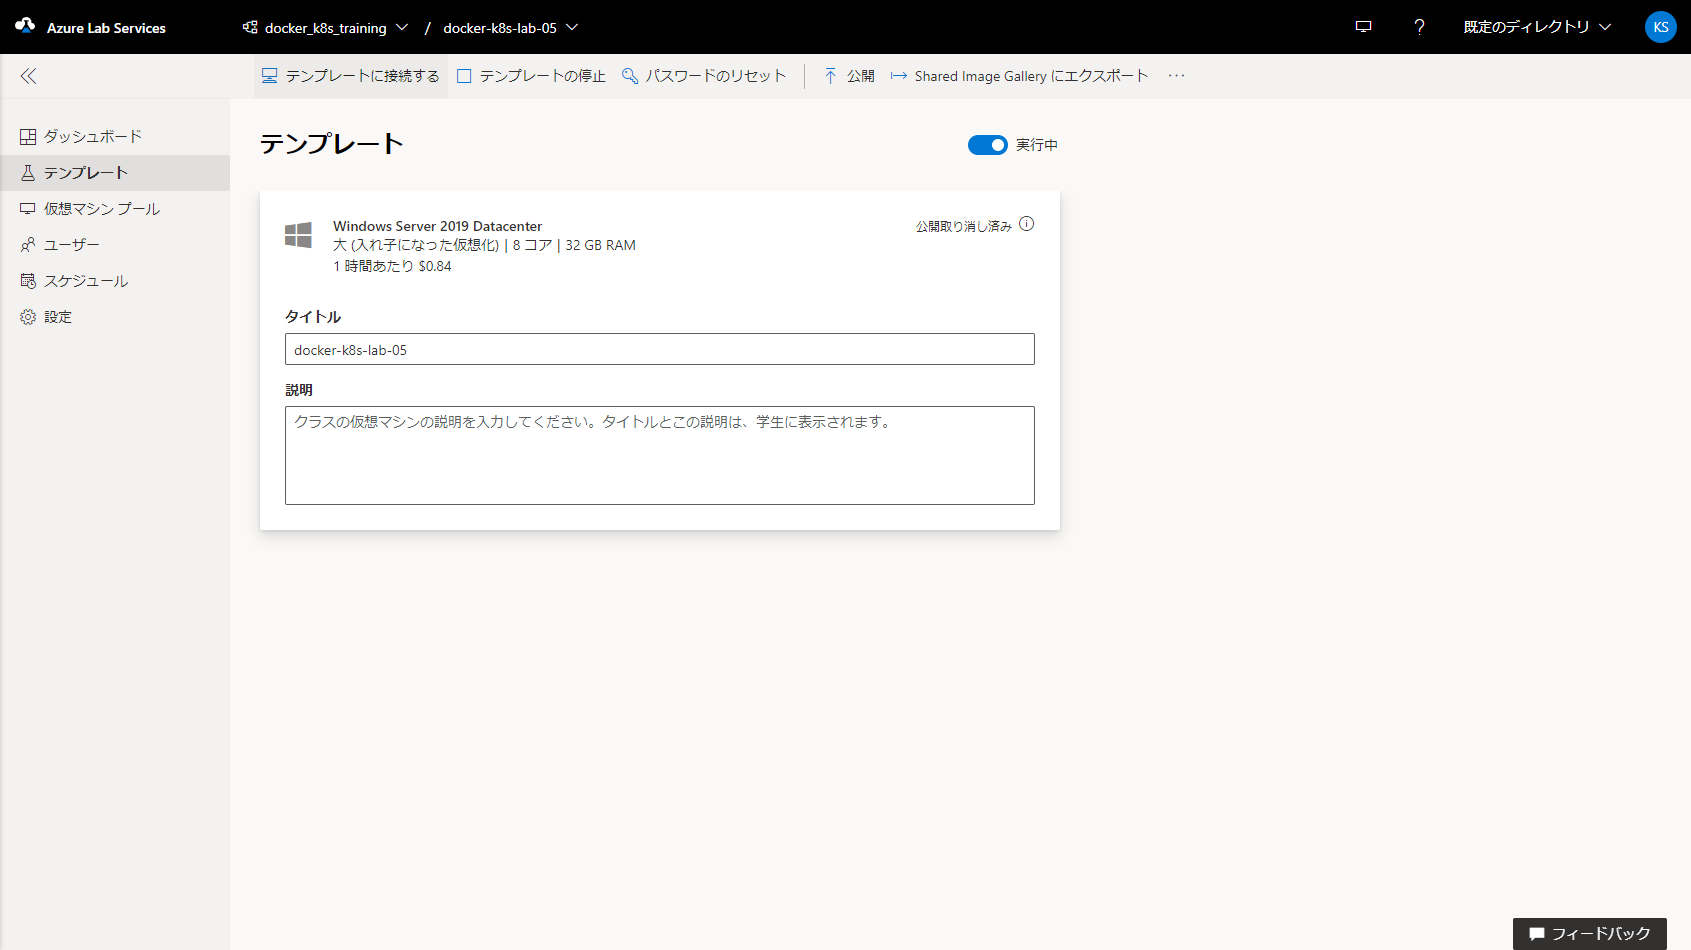 Azure Lab Services
docker_k8s_training / docker-k8s-lab-05
既定のディレクトリ
KS
テンプレートに接続する テンプレートの停止 パスワードのリセット 公開 Shared Image Gallery にエクスポート ...
ダッシュボード
テンプレート
仮想マシン プール
ユーザー
スケジュール
設定
テンプレート
実行中
Windows Server 2019 Datacenter
大 (入れ子になった仮想化) | 8 コア | 32 GB RAM
1 時間あたり $0.84
公開取り消し済み
タイトル
docker-k8s-lab-05
説明
クラスの仮想マシンの説明を入力してください。タイトルとこの説明は、学生に表示されます。
フィードバック